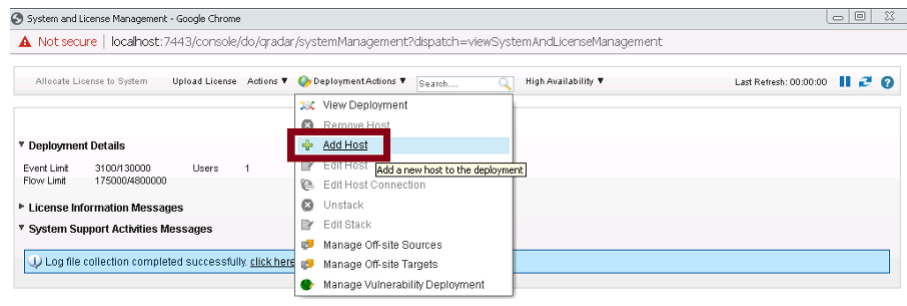 System and License Management - Google Chrome
Not secure | localhost:7443/console/do/qradar/systemManagement?dispatch=viewSystemAndLicenseManagement
Allocate License to System Upload License Actions ▼ Deployment Actions ▼ Search.... High Availability ▼ Last Refresh: 00:00:00
View Deployment
Remove Host
Add Host
Edit Host
Add a new host to the deployment
Edit Host Connection
Unstack
Edit Stack
Manage Off-site Sources
Manage Off-site Targets
Manage Vulnerability Deployment
Deployment Details
Event Limit 3100/130000 Users 1
Flow Limit 175000/4800000
License Information Messages
System Support Activities Messages
Log file collection completed successfully. click here